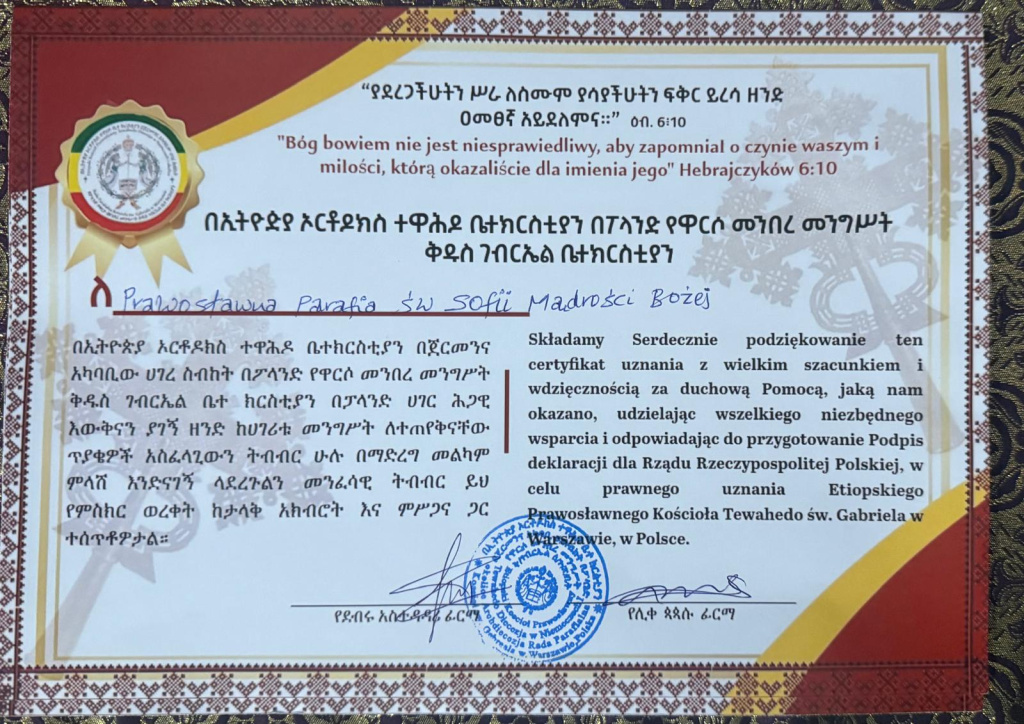 “ያደረጋችሁትን ሥራ ለስሙም ያሳያችሁትን ፍቅር ይረሳ ዘንድ
ዐመፀኛ አይደለምና።” ዕብ. 6፡10
"Bóg bowiem nie jest niesprawiedliwy, aby zapomniał o czynie waszym i
miłości, którą okazaliście dla imienia jego" Hebrajczyków 6:10
በኢትዮጵያ ኦርቶዶክስ ተዋሕዶ ቤተክርስቲያን በፖላንድ የዋርሶ መንበረ መንግሥት
ቅዱስ ገብርኤል ቤተክርስቲያን
ለ Prawosławna Parafia św Sofii Mądrości Bożej
በኢትዮጵያ ኦርቶዶክስ ተዋሕዶ ቤተክርስቲያን በጀርመንና
አካባቢው ሀገረ ስብከት በፖላንድ የዋርሶ መንበረ መንግሥት
ቅዱስ ገብርኤል ቤተ ክርስቲያን በፓላንድ ሀገር ሕጋዊ
እውቅናን ያገኝ ዘንድ ከሀገሪቱ መንግሥት ለተጠየቅናቸው
ጥያቄዎች አስፈላጊውን ትብብር ሁሉ በማድረግ መልካም
ምላሽ እንድናገኝ ላደረጉልን መንፈሳዊ ትብብር ይህ
የምስክር ወረቀት ከታላቅ አክብሮት እና ምሥጋና ጋር
ተሰጥቶዎታል።
Składamy Serdecznie podziękowanie ten
certyfikat uznania z wielkim szacunkiem i
wdzięcznością za duchową Pomocą, jaką nam
okazano, udzielając wszelkiego niezbędnego
wsparcia i odpowiadając do przygotowanie Podpis
deklaracji dla Rządu Rzeczypospolitej Polskiej, w
celu prawnego uznania Etiopskiego
Prawosławnego Kościoła Tewahedo św. Gabriela w
Warszawie, w Polsce.
የደብሩ አስተዳዳሪ ፊርማ
የሊቀ ጳጳሱ ፊርማ